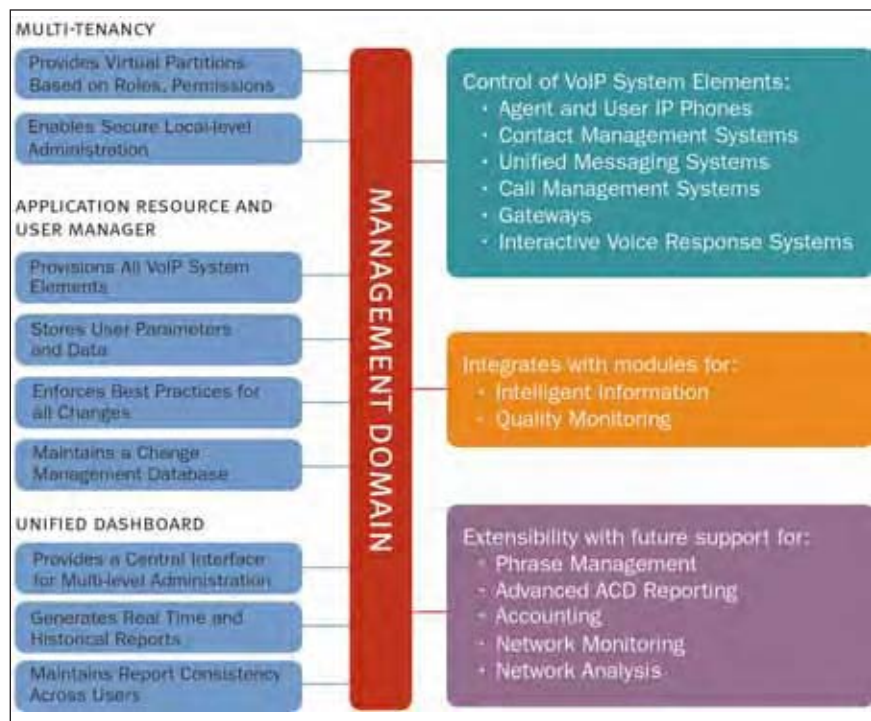 MULTI-TENANCY
Provides Virtual Partitions
Based on Roles, Permissions
Enables Secure Local-level
Administration
APPLICATION RESOURCE AND
USER MANAGER
Provisions All VoIP System
Elements
Stores User Parameters
and Data
Enforces Best Practices for
all Changes
Maintains a Change
Management Database
UNIFIED DASHBOARD
Provides a Central Interface
for Multi-level Administration
Generates Real Time and
Historical Reports
Maintains Report Consistency
Across Users
MANAGEMENT DOMAIN
Control of VoIP System Elements:
· Agent and User IP Phones
· Contact Management Systems
· Unified Messaging Systems
· Call Management Systems
· Gateways
· Interactive Voice Response Systems
Integrates with modules for:
· Intelligent Information
· Quality Monitoring
Extensibility with future support for:
· Phrase Management
· Advanced ACD Reporting
· Accounting
· Network Monitoring
· Network Analysis